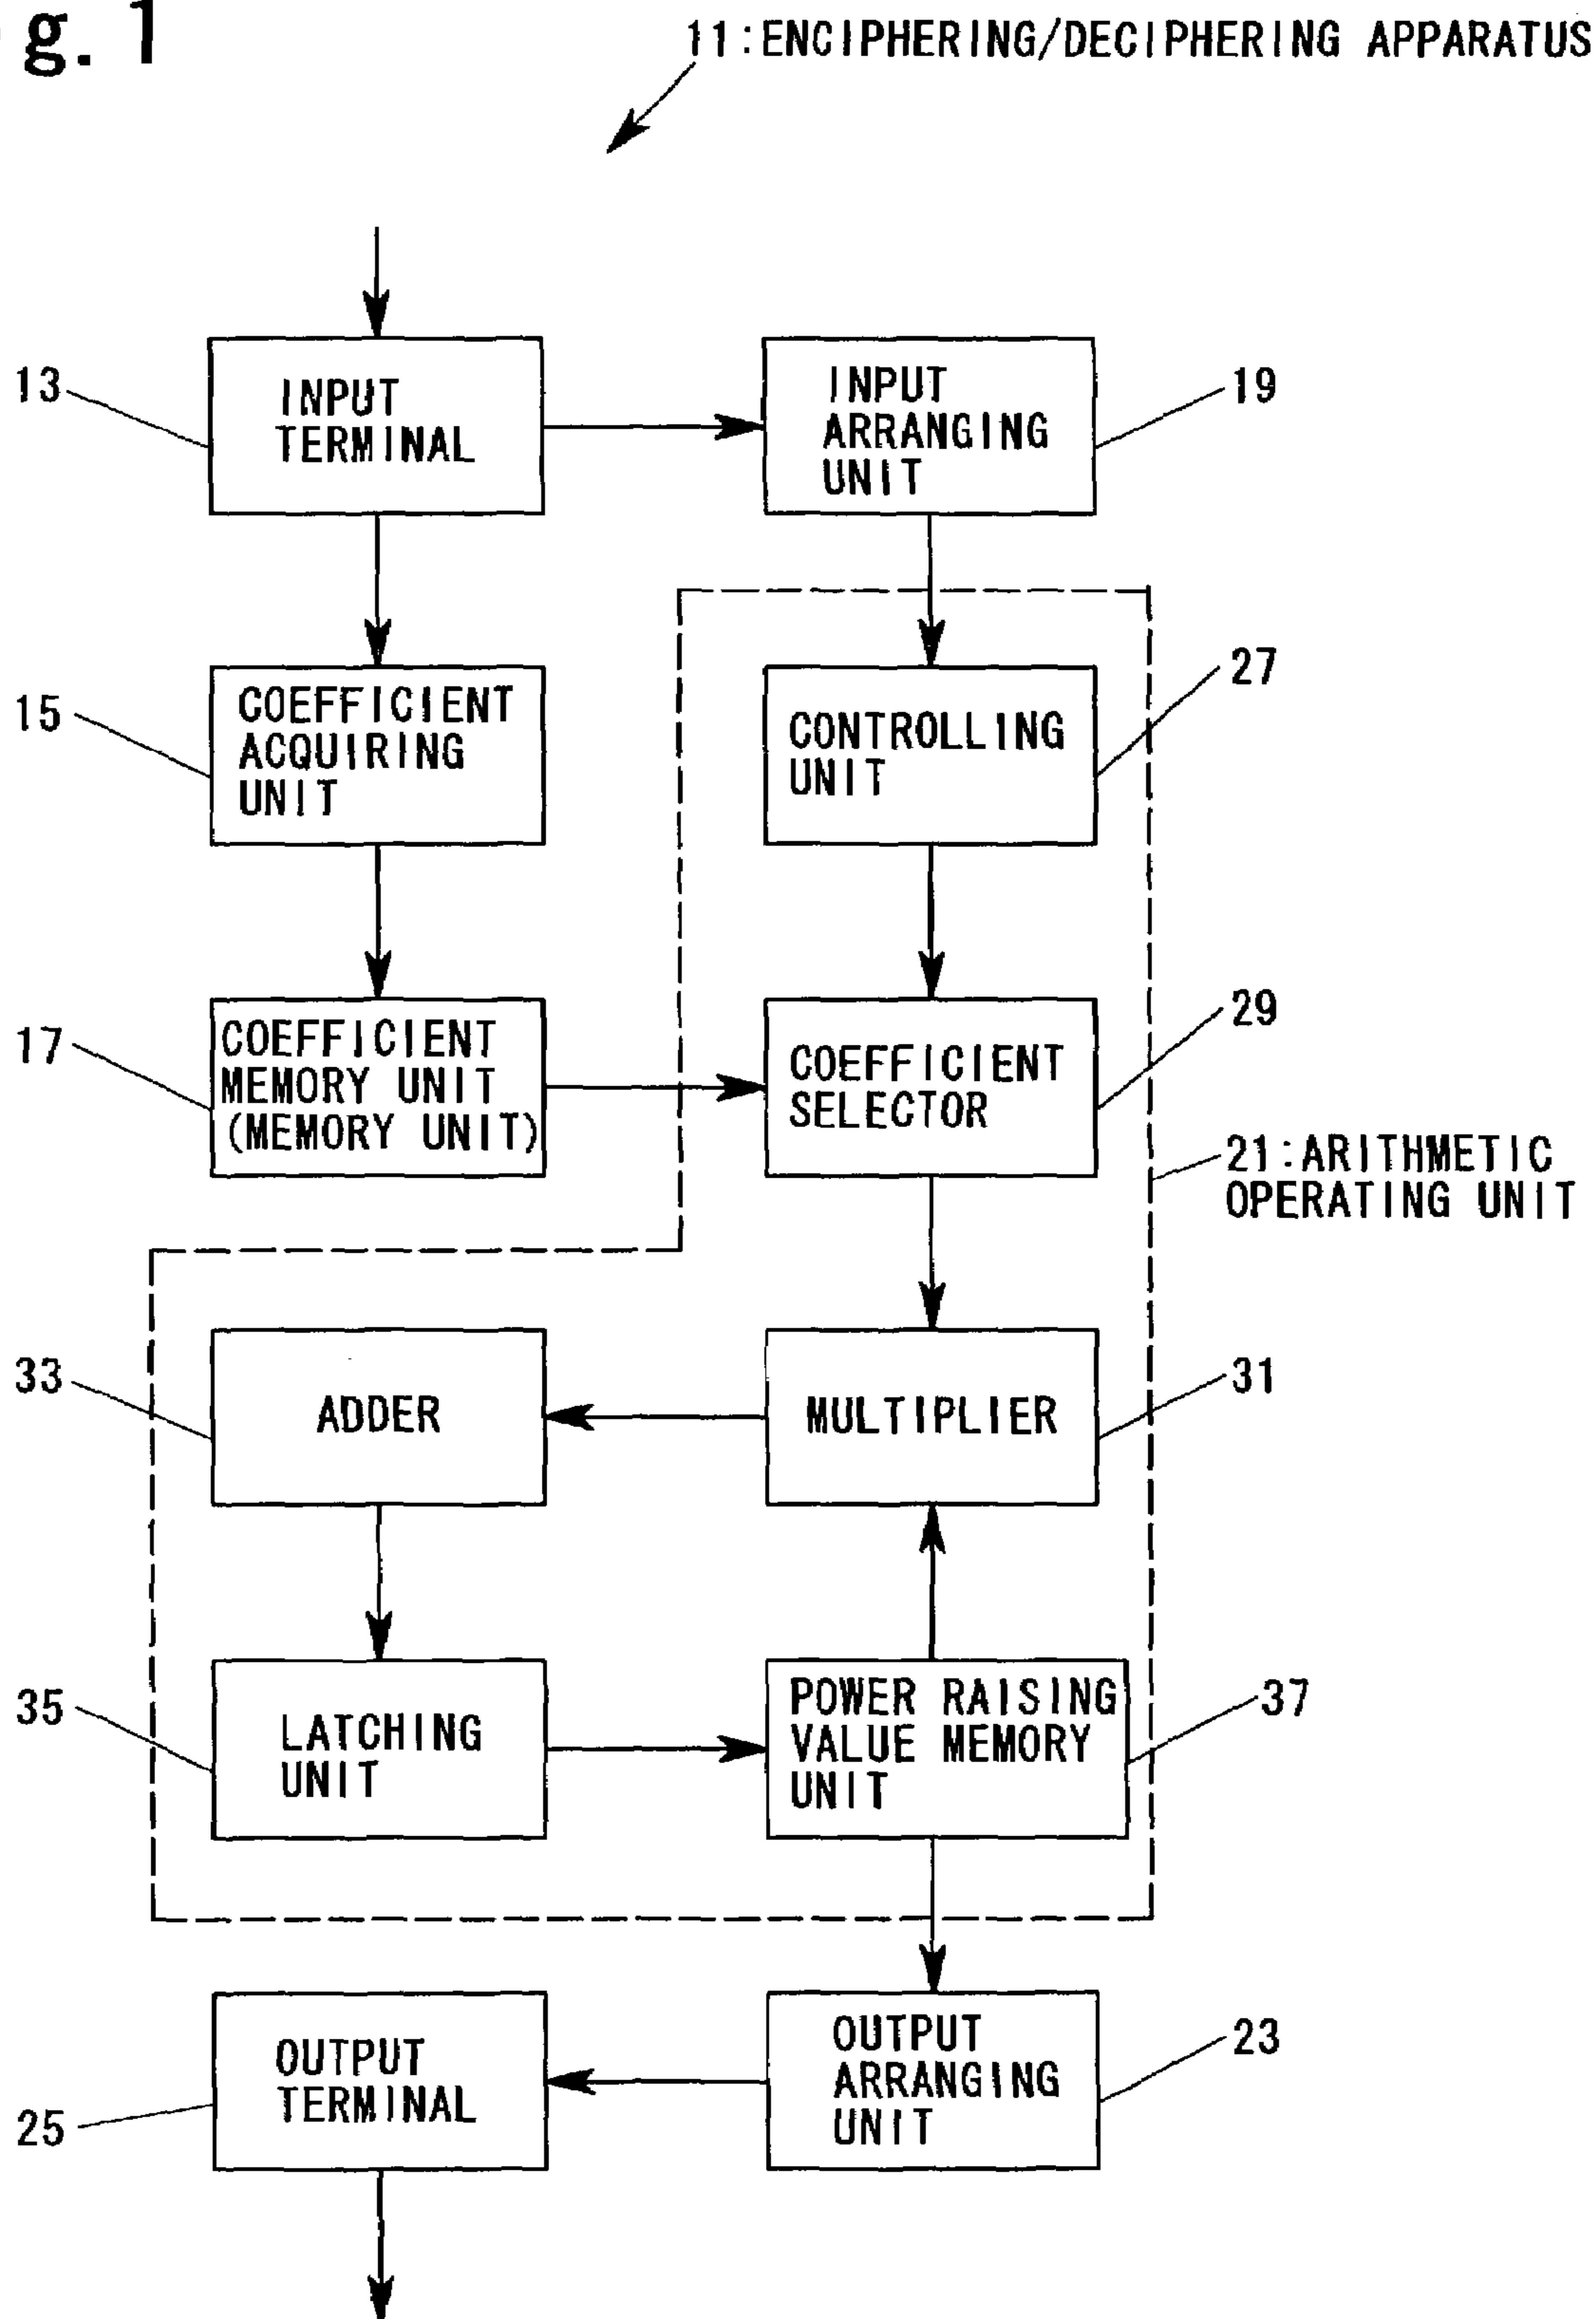 g. 1
11:ENCIPHERING/DECIPHERING APPARATUS
13
INPUT
TERMINAL
INPUT
ARRANGING
UNIT
19
15
COEFFICIENT
ACQUIRING
UNIT
CONTROLLING
UNIT
27
17
COEFFICIENT
MEMORY UNIT
(MEMORY UNIT)
COEFFICIENT
SELECTOR
29
21:ARITHMETIC
OPERATING UNIT
33
ADDER
MULTIPLIER
31
35
LATCHING
UNIT
POWER RAISING
VALUE MEMORY
UNIT
37
25
OUTPUT
TERMINAL
OUTPUT
ARRANGING
UNIT
23